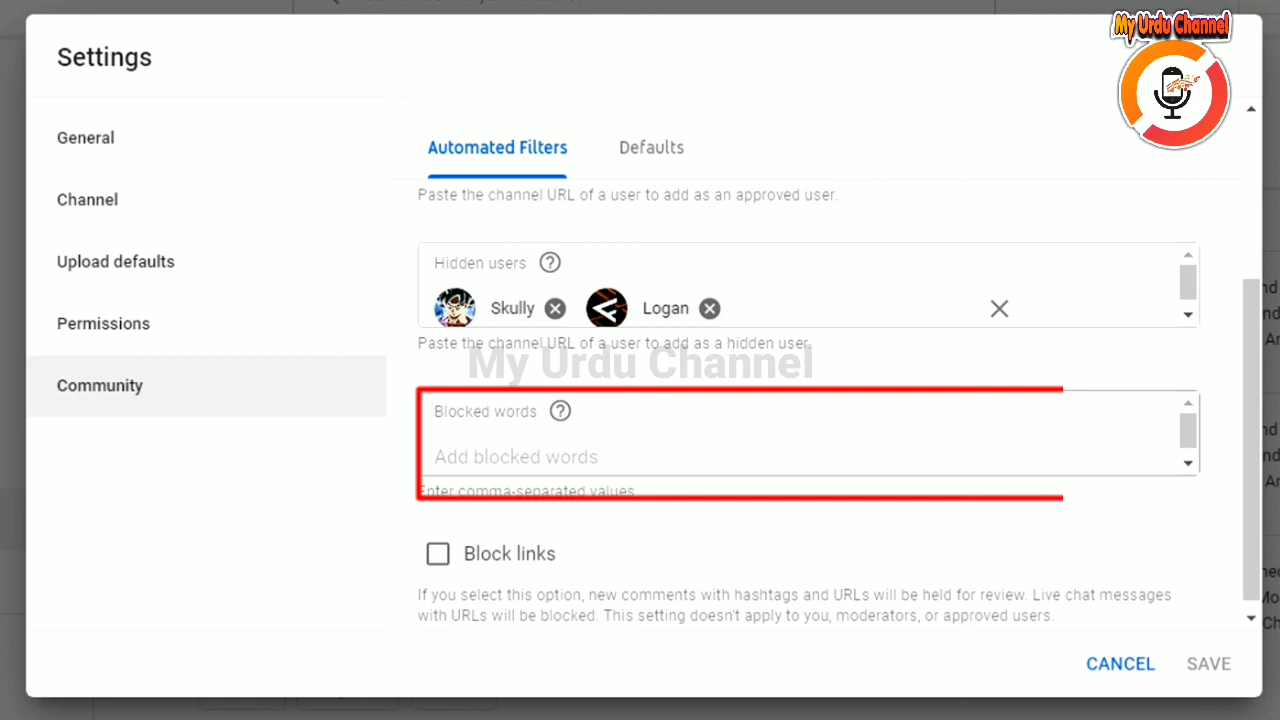 My Urdu Channel
Settings
General
Channel
Upload defaults
Permissions
Community
Automated Filters
Defaults
Paste the channel URL of a user to add as an approved user.
Hidden users
Skully
Logan
Paste the channel URL of a user to add as a hidden user.
My Urdu Channel
Blocked words
Add blocked words
Enter comma-separated values
Block links
If you select this option, new comments with hashtags and URLs will be held for review. Live chat messages
with URLs will be blocked. This setting doesn't apply to you, moderators, or approved users.
CANCEL
SAVE